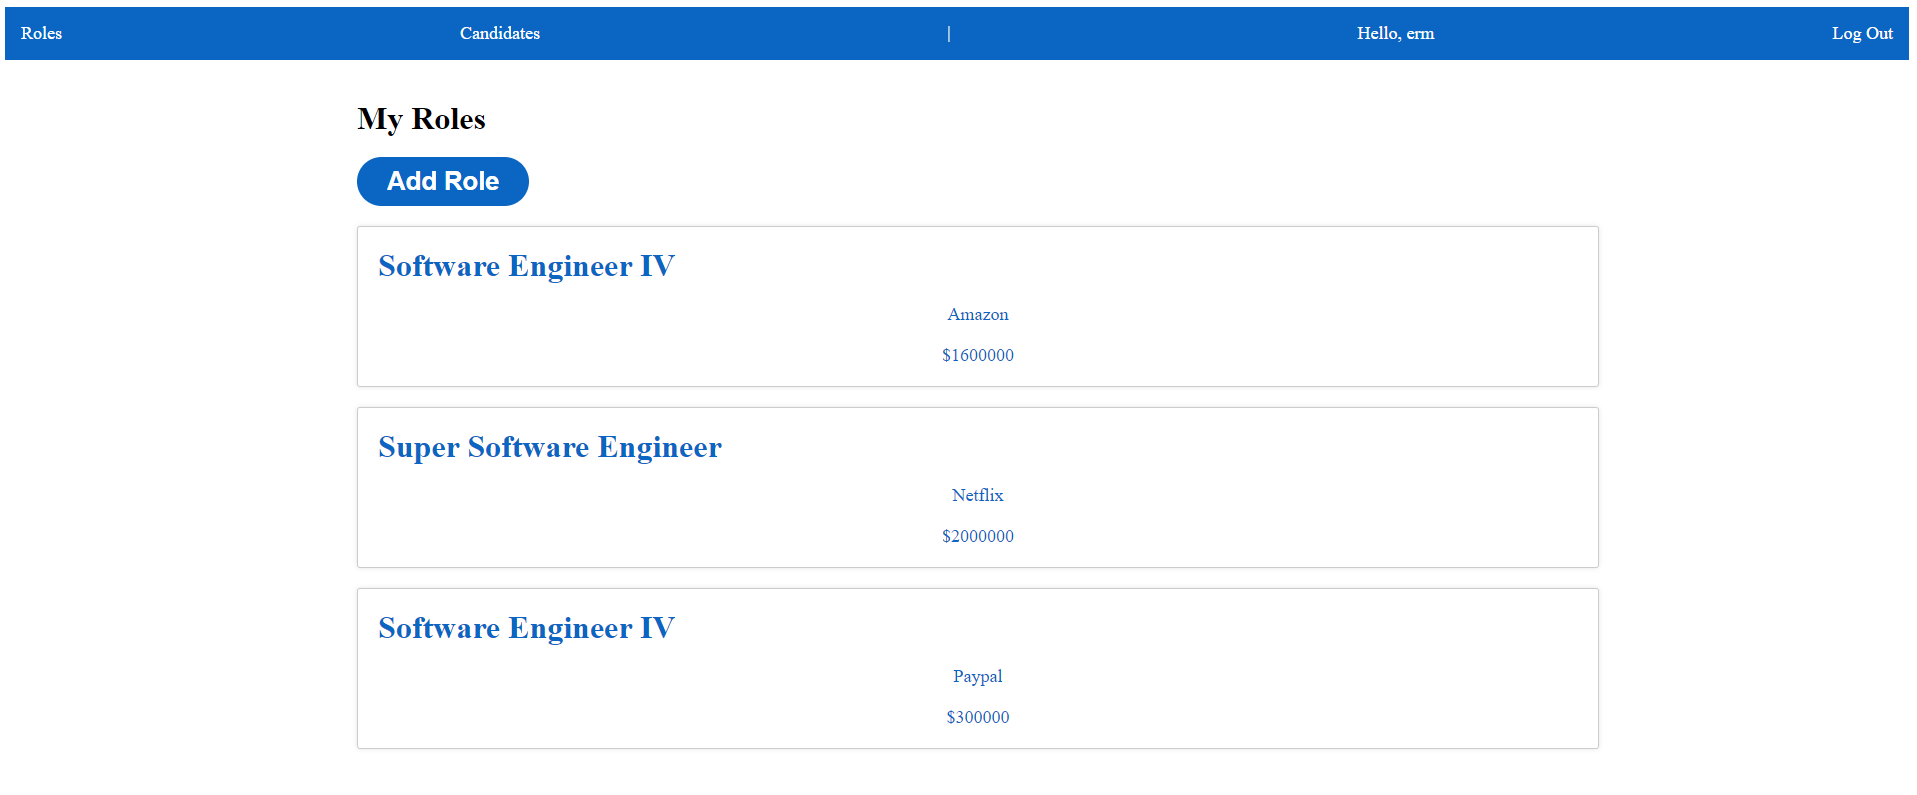 Roles Candidates | Hello, erm Log Out
My Roles
Add Role
Software Engineer IV
Amazon
$1600000
Super Software Engineer
Netflix
$2000000
Software Engineer IV
Paypal
$300000